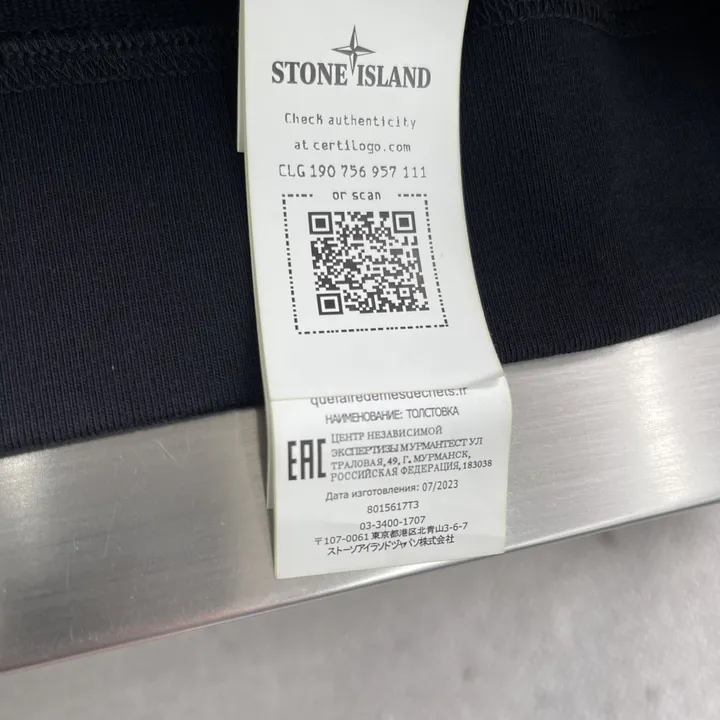 STONE ISLAND
Check authenticity
at certilogo.com
CLG 190 756 957 111
or scan
quefairedemesdechets.fr
НАИМЕНОВАНИЕ: ТОЛСТОВКА
EAC
ЦЕНТР НЕЗАВИСИМОЙ
ЭКСПЕРТИЗЫ МУРМАНТЕСТ УЛ
ТРАЛОВАЯ, 49, Г. МУРМАНСК,
РОССИЙСКАЯ ФЕДЕРАЦИЯ, 183038
Дата изготовления: 07/2023
8015617T3
03-3400-1707
〒107-0061 東京都港区北青山3-6-7
ストーンアイランドジャパン株式会社